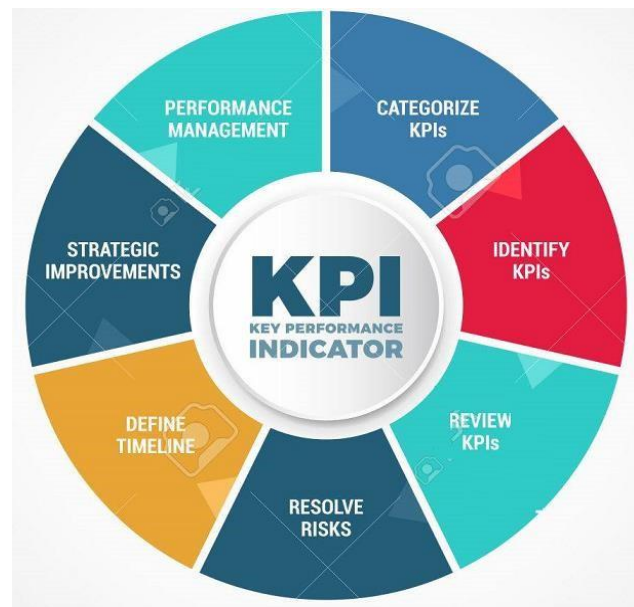 PERFORMANCE
MANAGEMENT
CATEGORIZE
KPIs
IDENTIFY
KPIs
REVIEW
KPIs
RESOLVE
RISKS
DEFINE
TIMELINE
STRATEGIC
IMPROVEMENTS
KPI
KEY PERFORMANCE
INDICATOR